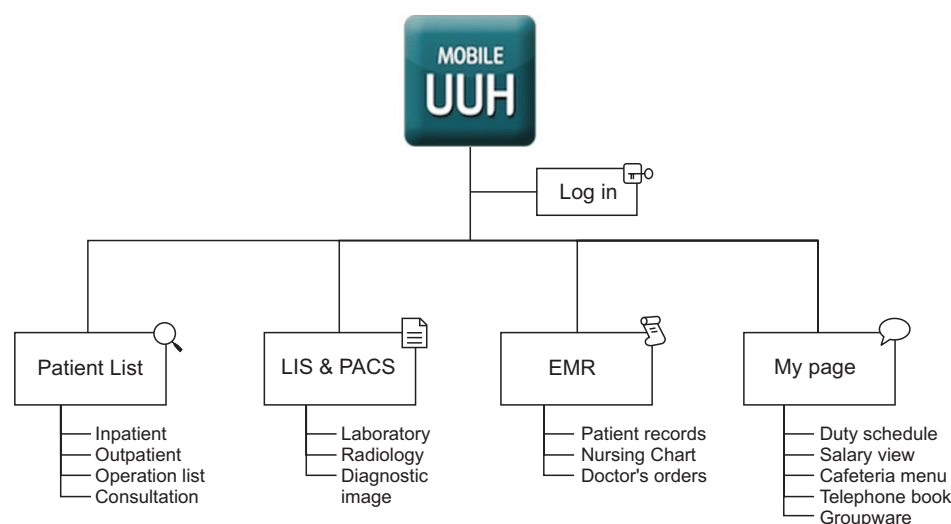 MOBILE
UUH
Log in
Patient List
LIS & PACS
EMR
My page
Inpatient
Outpatient
Operation list
Consultation
Laboratory
Radiology
Diagnostic
image
Patient records
Nursing Chart
Doctor's orders
Duty schedule
Salary view
Cafeteria menu
Telephone book
Groupware